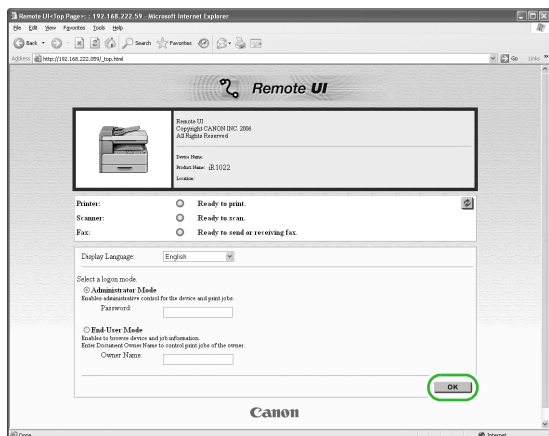 Remote UI<Top Page>: : 192.168.222.59 - Microsoft Internet Explorer
File Edit View Favorites Tools Help
Back Search Favorites
Address http://192.168.222.059/_top.html Go Links »
Remote UI
Remote UI
Copyright CANON INC. 2006
All Rights Reserved
Device Name:
Product Name: iR1022
Location:
Printer: Ready to print.
Scanner: Ready to scan.
Fax: Ready to send or receiving fax.
Display Language: English
Select a logon mode.
Administrator Mode
Enables administrative control for the device and print jobs.
Password:
End-User Mode
Enables to browse device and job information.
Enter Document Owner Name to control print jobs of the owner.
Owner Name:
OK
Canon
Done Internet